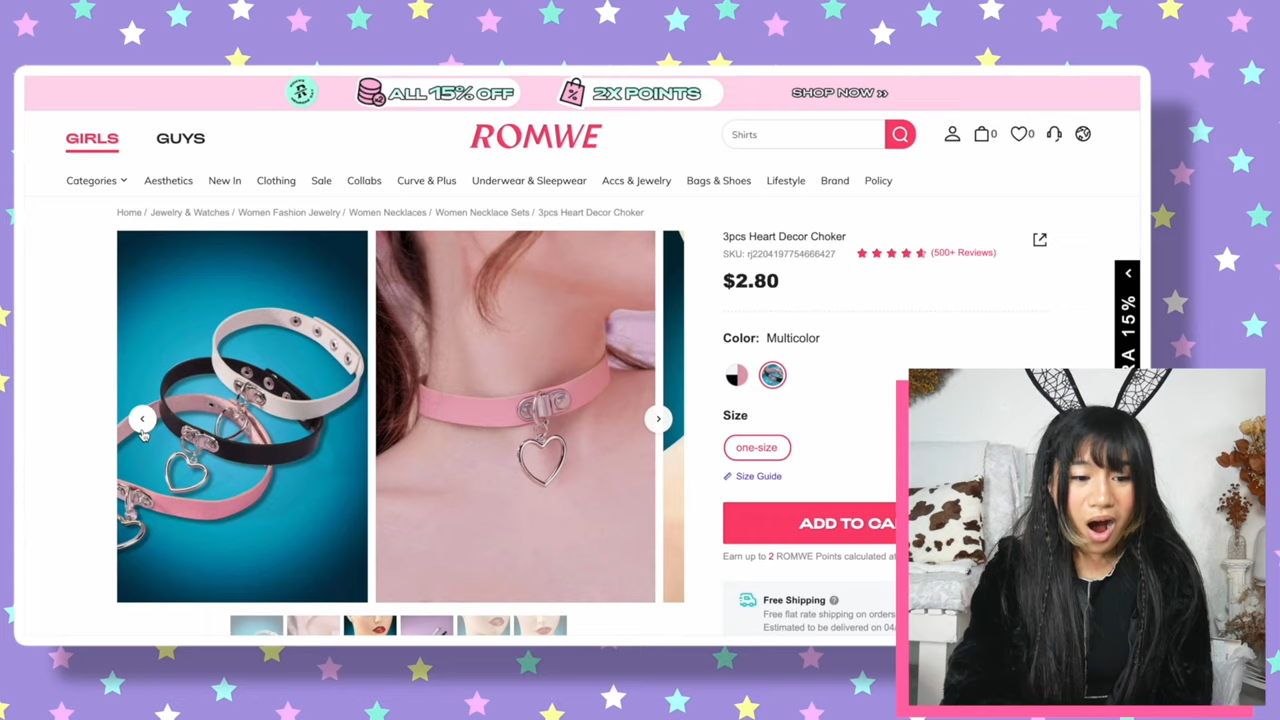 ALL 15% OFF
2X POINTS
SHOP NOW »
GIRLS
GUYS
ROMWE
Shirts
0
0
Categories
Aesthetics
New In
Clothing
Sale
Collabs
Curve & Plus
Underwear & Sleepwear
Accs & Jewelry
Bags & Shoes
Lifestyle
Brand
Policy
Home / Jewelry & Watches / Women Fashion Jewelry / Women Necklaces / Women Necklace Sets / 3pcs Heart Decor Choker
3pcs Heart Decor Choker
SKU: rj2204197754666427
(500+ Reviews)
$2.80
RA 15%
Color: Multicolor
Size
one-size
Size Guide
ADD TO CA
Earn up to 2 ROMWE Points calculated at
Free Shipping
Free flat rate shipping on orders
Estimated to be delivered on 04